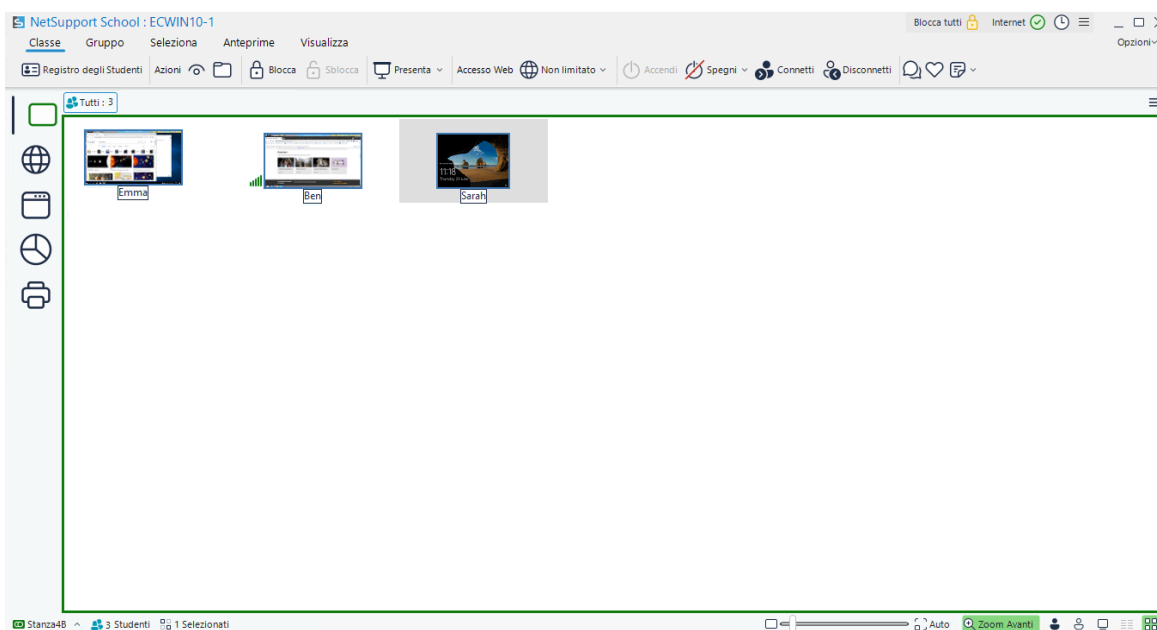 NetSupport School : ECWIN10-1
Blocca tutti Internet
Classe Gruppo Seleziona Anteprime Visualizza Opzioni
Registro degli Studenti Azioni Blocca Sblocca Presenta Accesso Web Non limitato Accendi Spegni Connetti Disconnetti
Tutti : 3
11:18
Emma Ben Sarah
Stanza4B 3 Studenti 1 Selezionati Auto Zoom Avanti